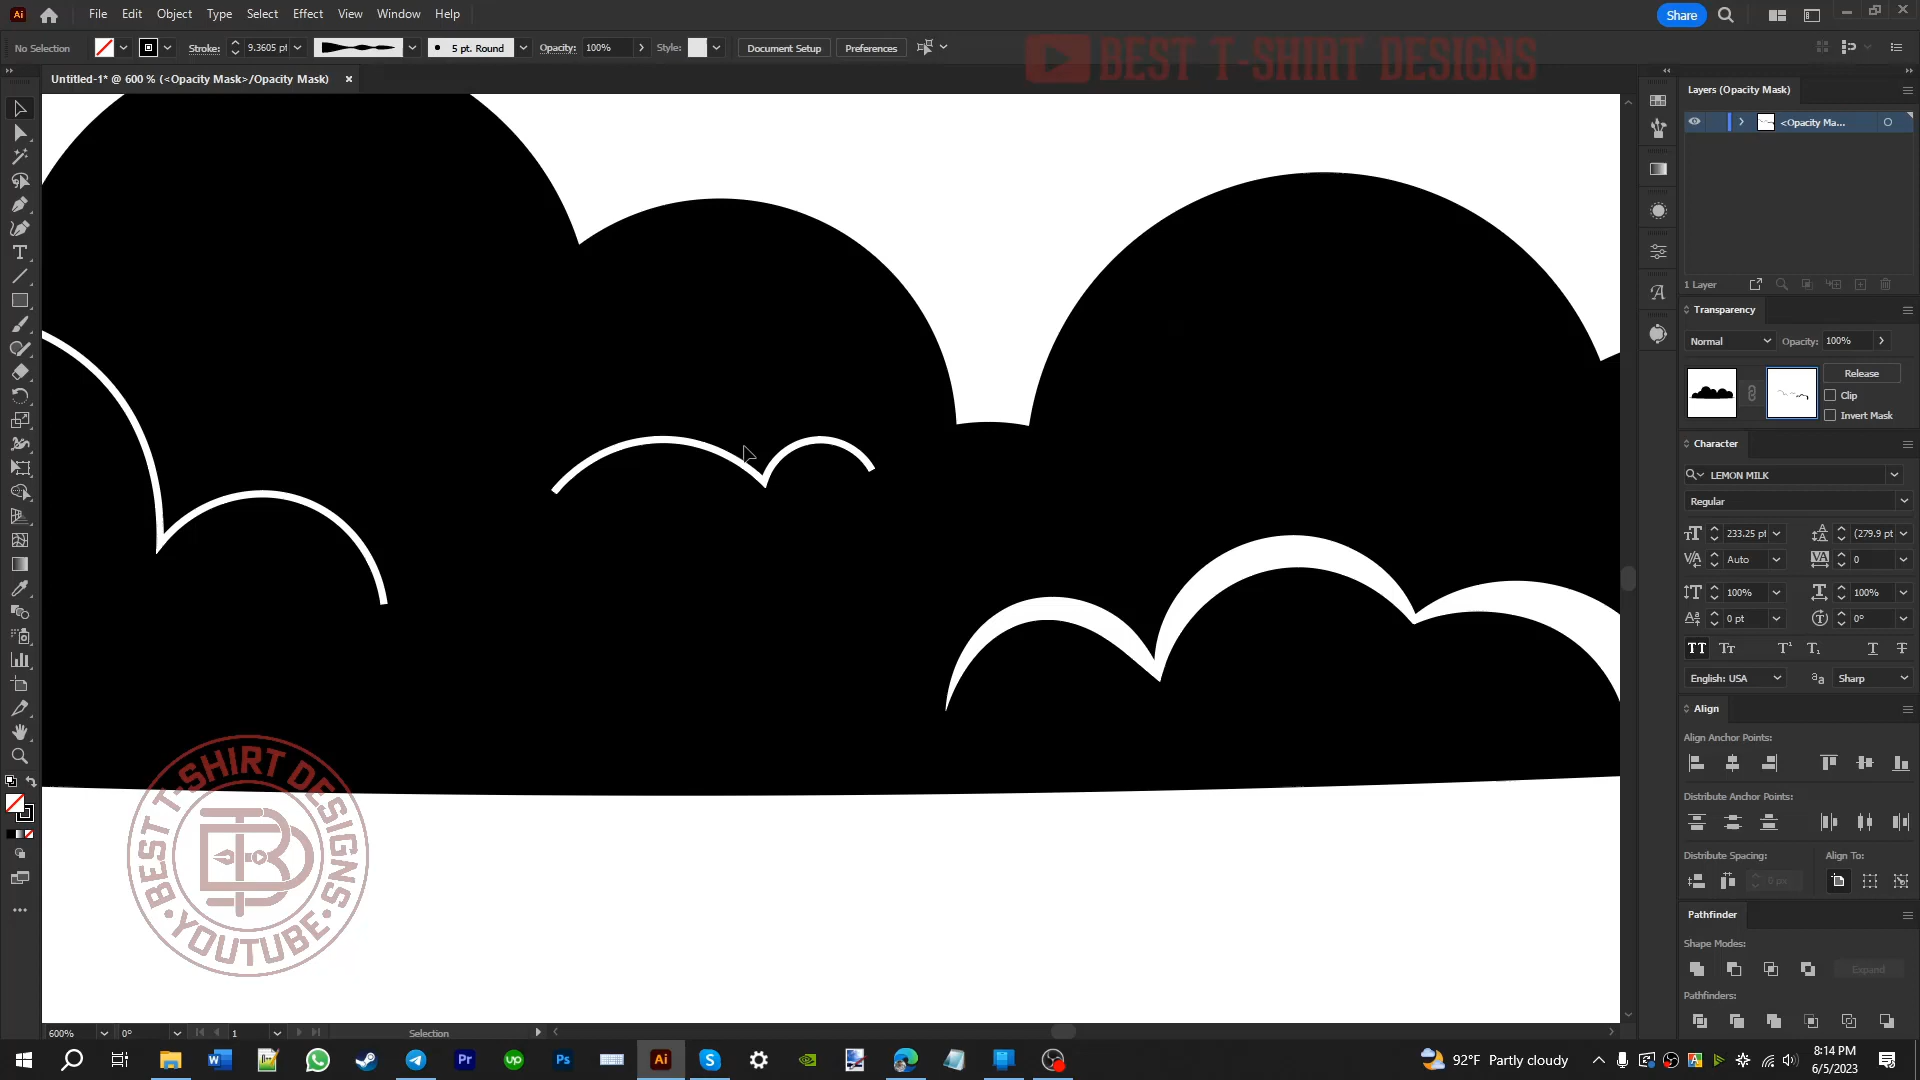 Ai File Edit Object Type Select Effect View Window Help Share
No Selection Stroke: 9.3605 pt 5 pt. Round Opacity: 100% Style: Document Setup Preferences
BEST T-SHIRT DESIGNS
Untitled-1* @ 600 % (<Opacity Mask>/Opacity Mask) ×
Layers (Opacity Mask)
<Opacity Ma...
1 Layer
Transparency
Normal Opacity: 100%
Release
Clip
Invert Mask
Character
LEMON MILK
Regular
233.25 pt (279.9 pt
Auto 0
100% 100%
0 pt 0°
English: USA Sharp
Align
Align Anchor Points:
Distribute Anchor Points:
Distribute Spacing: Align To:
0 px
Pathfinder
Shape Modes:
Expand
Pathfinders:
BEST T-SHIRT DESIGNS
YOUTUBE
600% 0° 1 Selection
92°F Partly cloudy
8:14 PM
6/5/2023